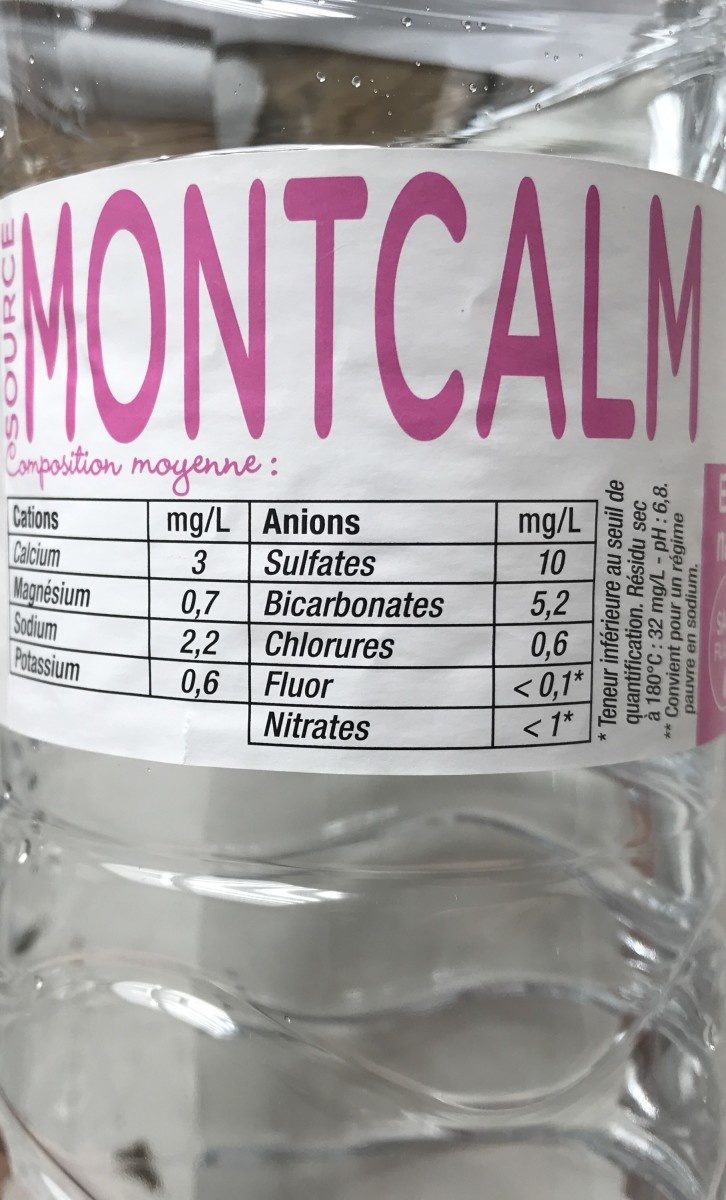 SOURCE
MONTCALM
Composition moyenne :
Cations mg/L Anions mg/L
Calcium 3 Sulfates 10
Magnésium 0,7 Bicarbonates 5,2
Sodium 2,2 Chlorures 0,6
Potassium 0,6 Fluor < 0,1*
Nitrates < 1*
* Teneur inférieure au seuil de
quantification. Résidu sec
à 180°C : 32 mg/L - pH : 6,8.
** Convient pour un régime
pauvre en sodium.